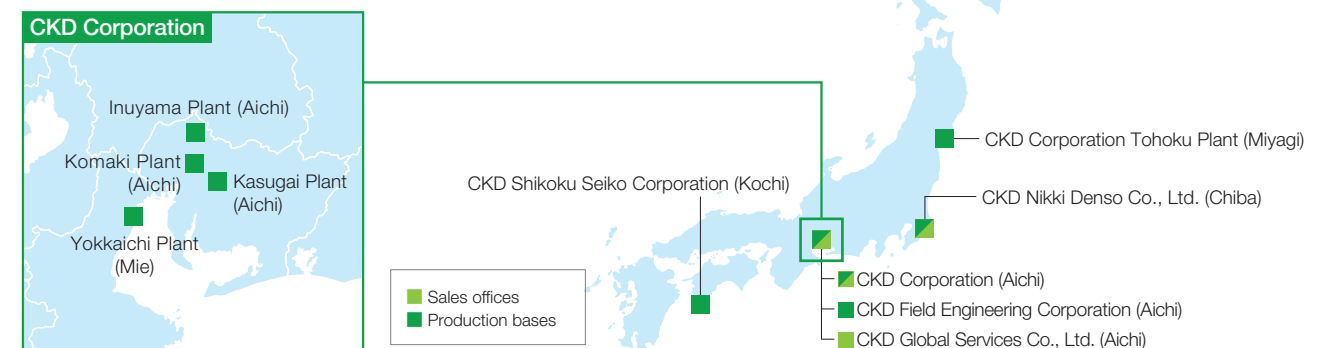 CKD Corporation
Inuyama Plant (Aichi)
Komaki Plant
(Aichi)
Kasugai Plant
(Aichi)
Yokkaichi Plant
(Mie)
CKD Shikoku Seiko Corporation (Kochi)
Sales offices
Production bases
CKD Corporation Tohoku Plant (Miyagi)
CKD Nikki Denso Co., Ltd. (Chiba)
CKD Corporation (Aichi)
CKD Field Engineering Corporation (Aichi)
CKD Global Services Co., Ltd. (Aichi)